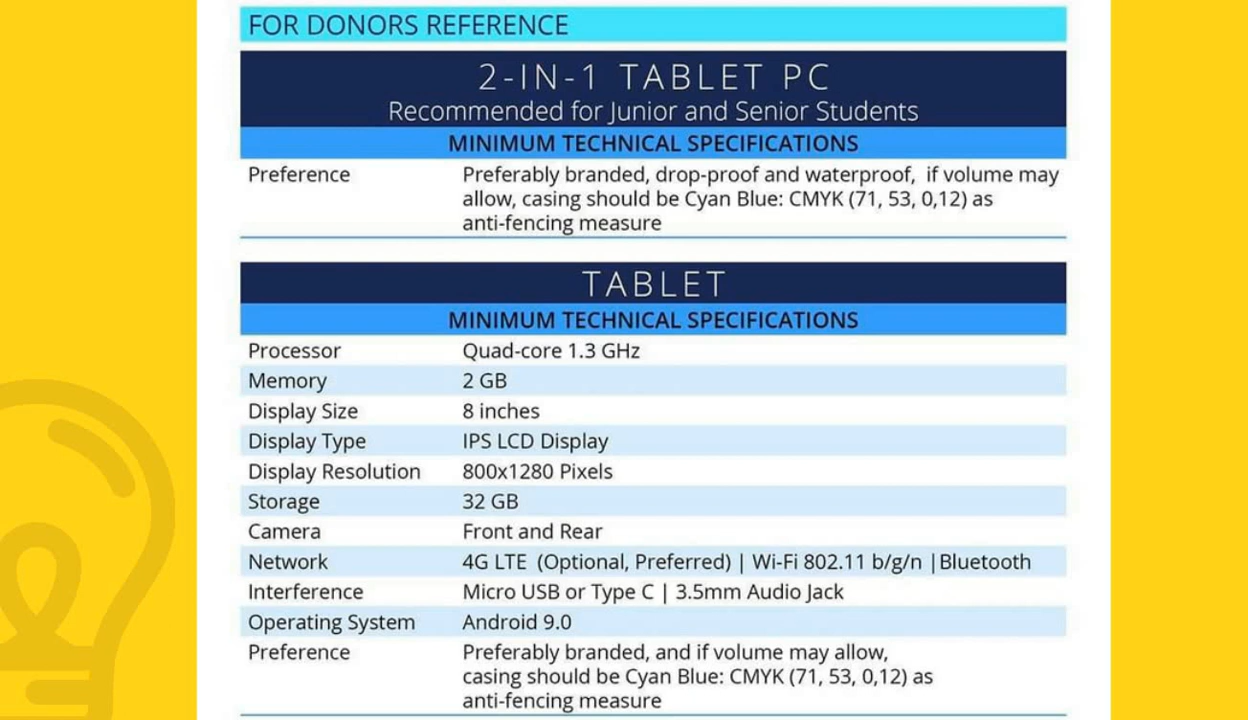 FOR DONORS REFERENCE
2-IN-1 TABLET PC
Recommended for Junior and Senior Students
MINIMUM TECHNICAL SPECIFICATIONS
Preference Preferably branded, drop-proof and waterproof, if volume may
allow, casing should be Cyan Blue: CMYK (71, 53, 0,12) as
anti-fencing measure
TABLET
MINIMUM TECHNICAL SPECIFICATIONS
Processor Quad-core 1.3 GHz
Memory 2 GB
Display Size 8 inches
Display Type IPS LCD Display
Display Resolution 800x1280 Pixels
Storage 32 GB
Camera Front and Rear
Network 4G LTE (Optional, Preferred) | Wi-Fi 802.11 b/g/n |Bluetooth
Interference Micro USB or Type C | 3.5mm Audio Jack
Operating System Android 9.0
Preference Preferably branded, and if volume may allow,
casing should be Cyan Blue: CMYK (71, 53, 0,12) as
anti-fencing measure